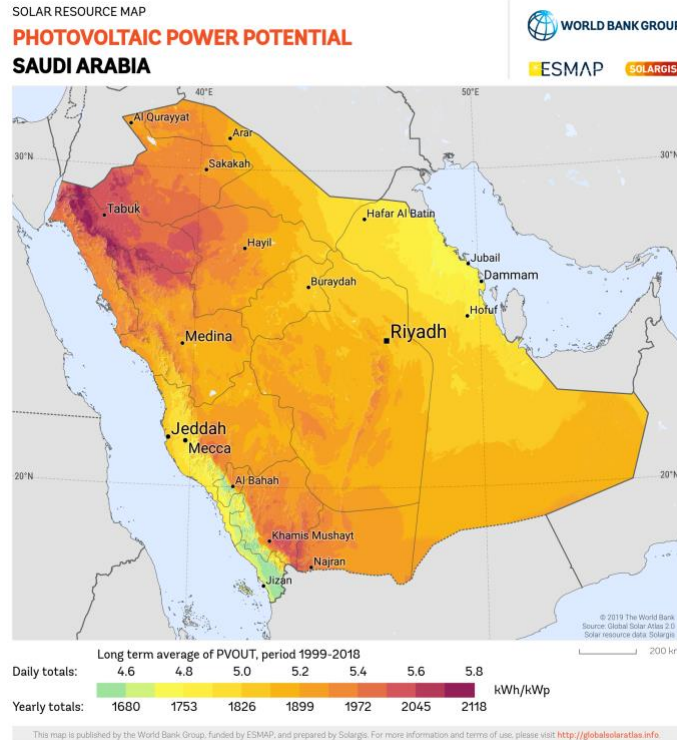 SOLAR RESOURCE MAP
PHOTOVOLTAIC POWER POTENTIAL
SAUDI ARABIA
WORLD BANK GROUP
ESMAP
SOLARGIS
40°E
50°E
Al Qurayyat
Arar
30°N
30°N
Sakakah
Tabuk
Hafar Al Batin
Hayil
Jubail
Dammam
Buraydah
Hofuf
Riyadh
Medina
Jeddah
Mecca
20°N
20°N
Al Bahah
Khamis Mushayt
Najran
Jizan
© 2019 The World Bank
Source: Global Solar Atlas 2.0
Solar resource data: Solargis
200 km
Long term average of PVOUT, period 1999-2018
Daily totals: 4.6 4.8 5.0 5.2 5.4 5.6 5.8
kWh/kWp
Yearly totals: 1680 1753 1826 1899 1972 2045 2118
This map is published by the World Bank Group, funded by ESMAP, and prepared by Solargis. For more information and terms of use, please visit http://globalsolaratlas.info.